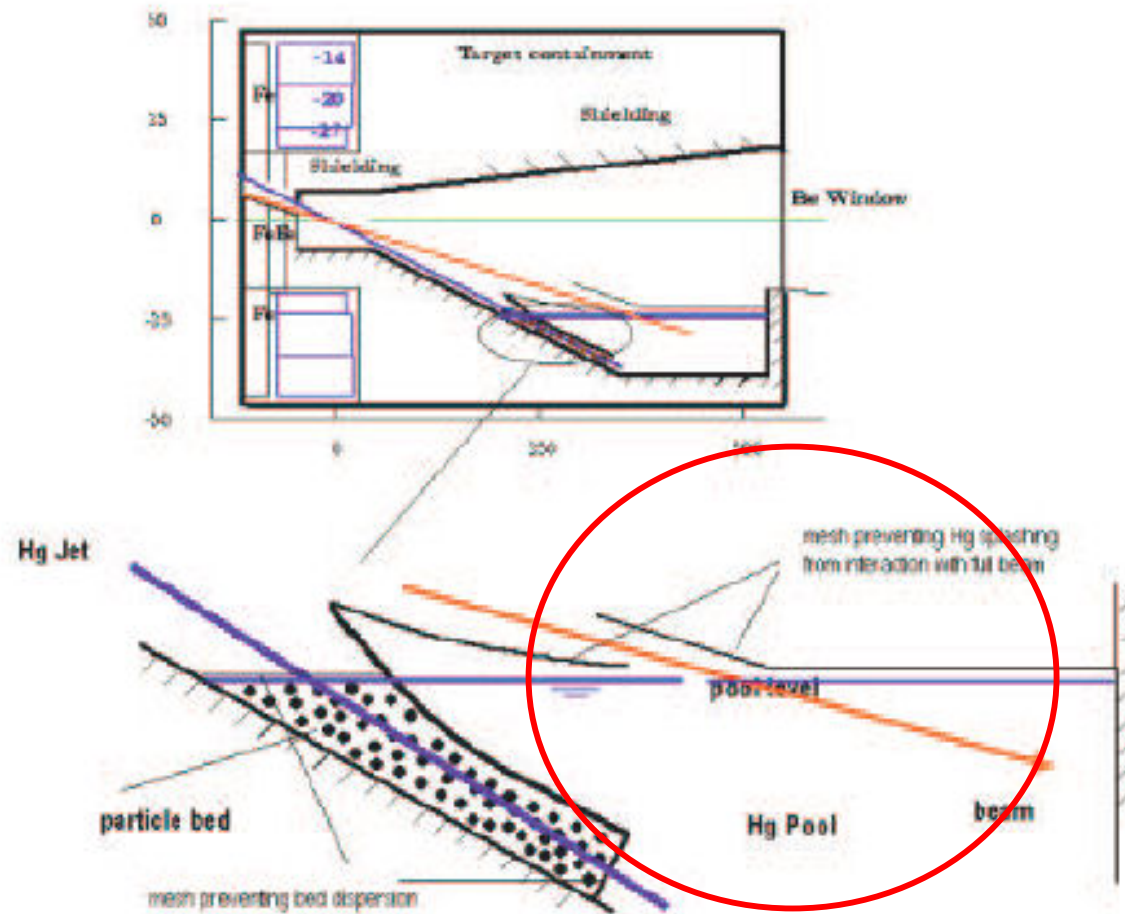 50
Target containment
-14
Fe
-20
Shielding
25
-27
Shielding
Be Window
0
Fe
Fe
-25
-50
0
200
Hg Jet
mesh preventing Hg splashing
from interaction with full beam
pool level
particle bed
Hg Pool
beam
mesh preventing bed dispersion